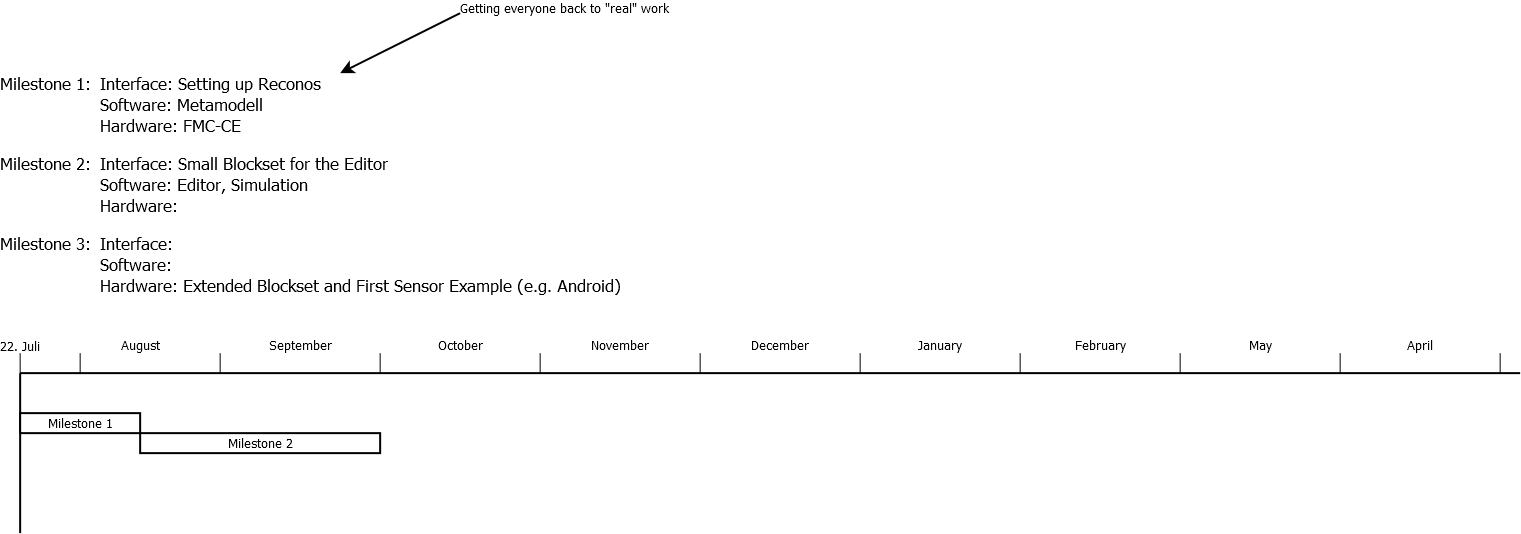 Getting everyone back to "real" work
Milestone 1: Interface: Setting up Reconos
Software: Metamodell
Hardware: FMC-CE
Milestone 2: Interface: Small Blockset for the Editor
Software: Editor, Simulation
Hardware:
Milestone 3: Interface:
Software:
Hardware: Extended Blockset and First Sensor Example (e.g. Android)
22. Juli August September October November December January February May April
Milestone 1
Milestone 2